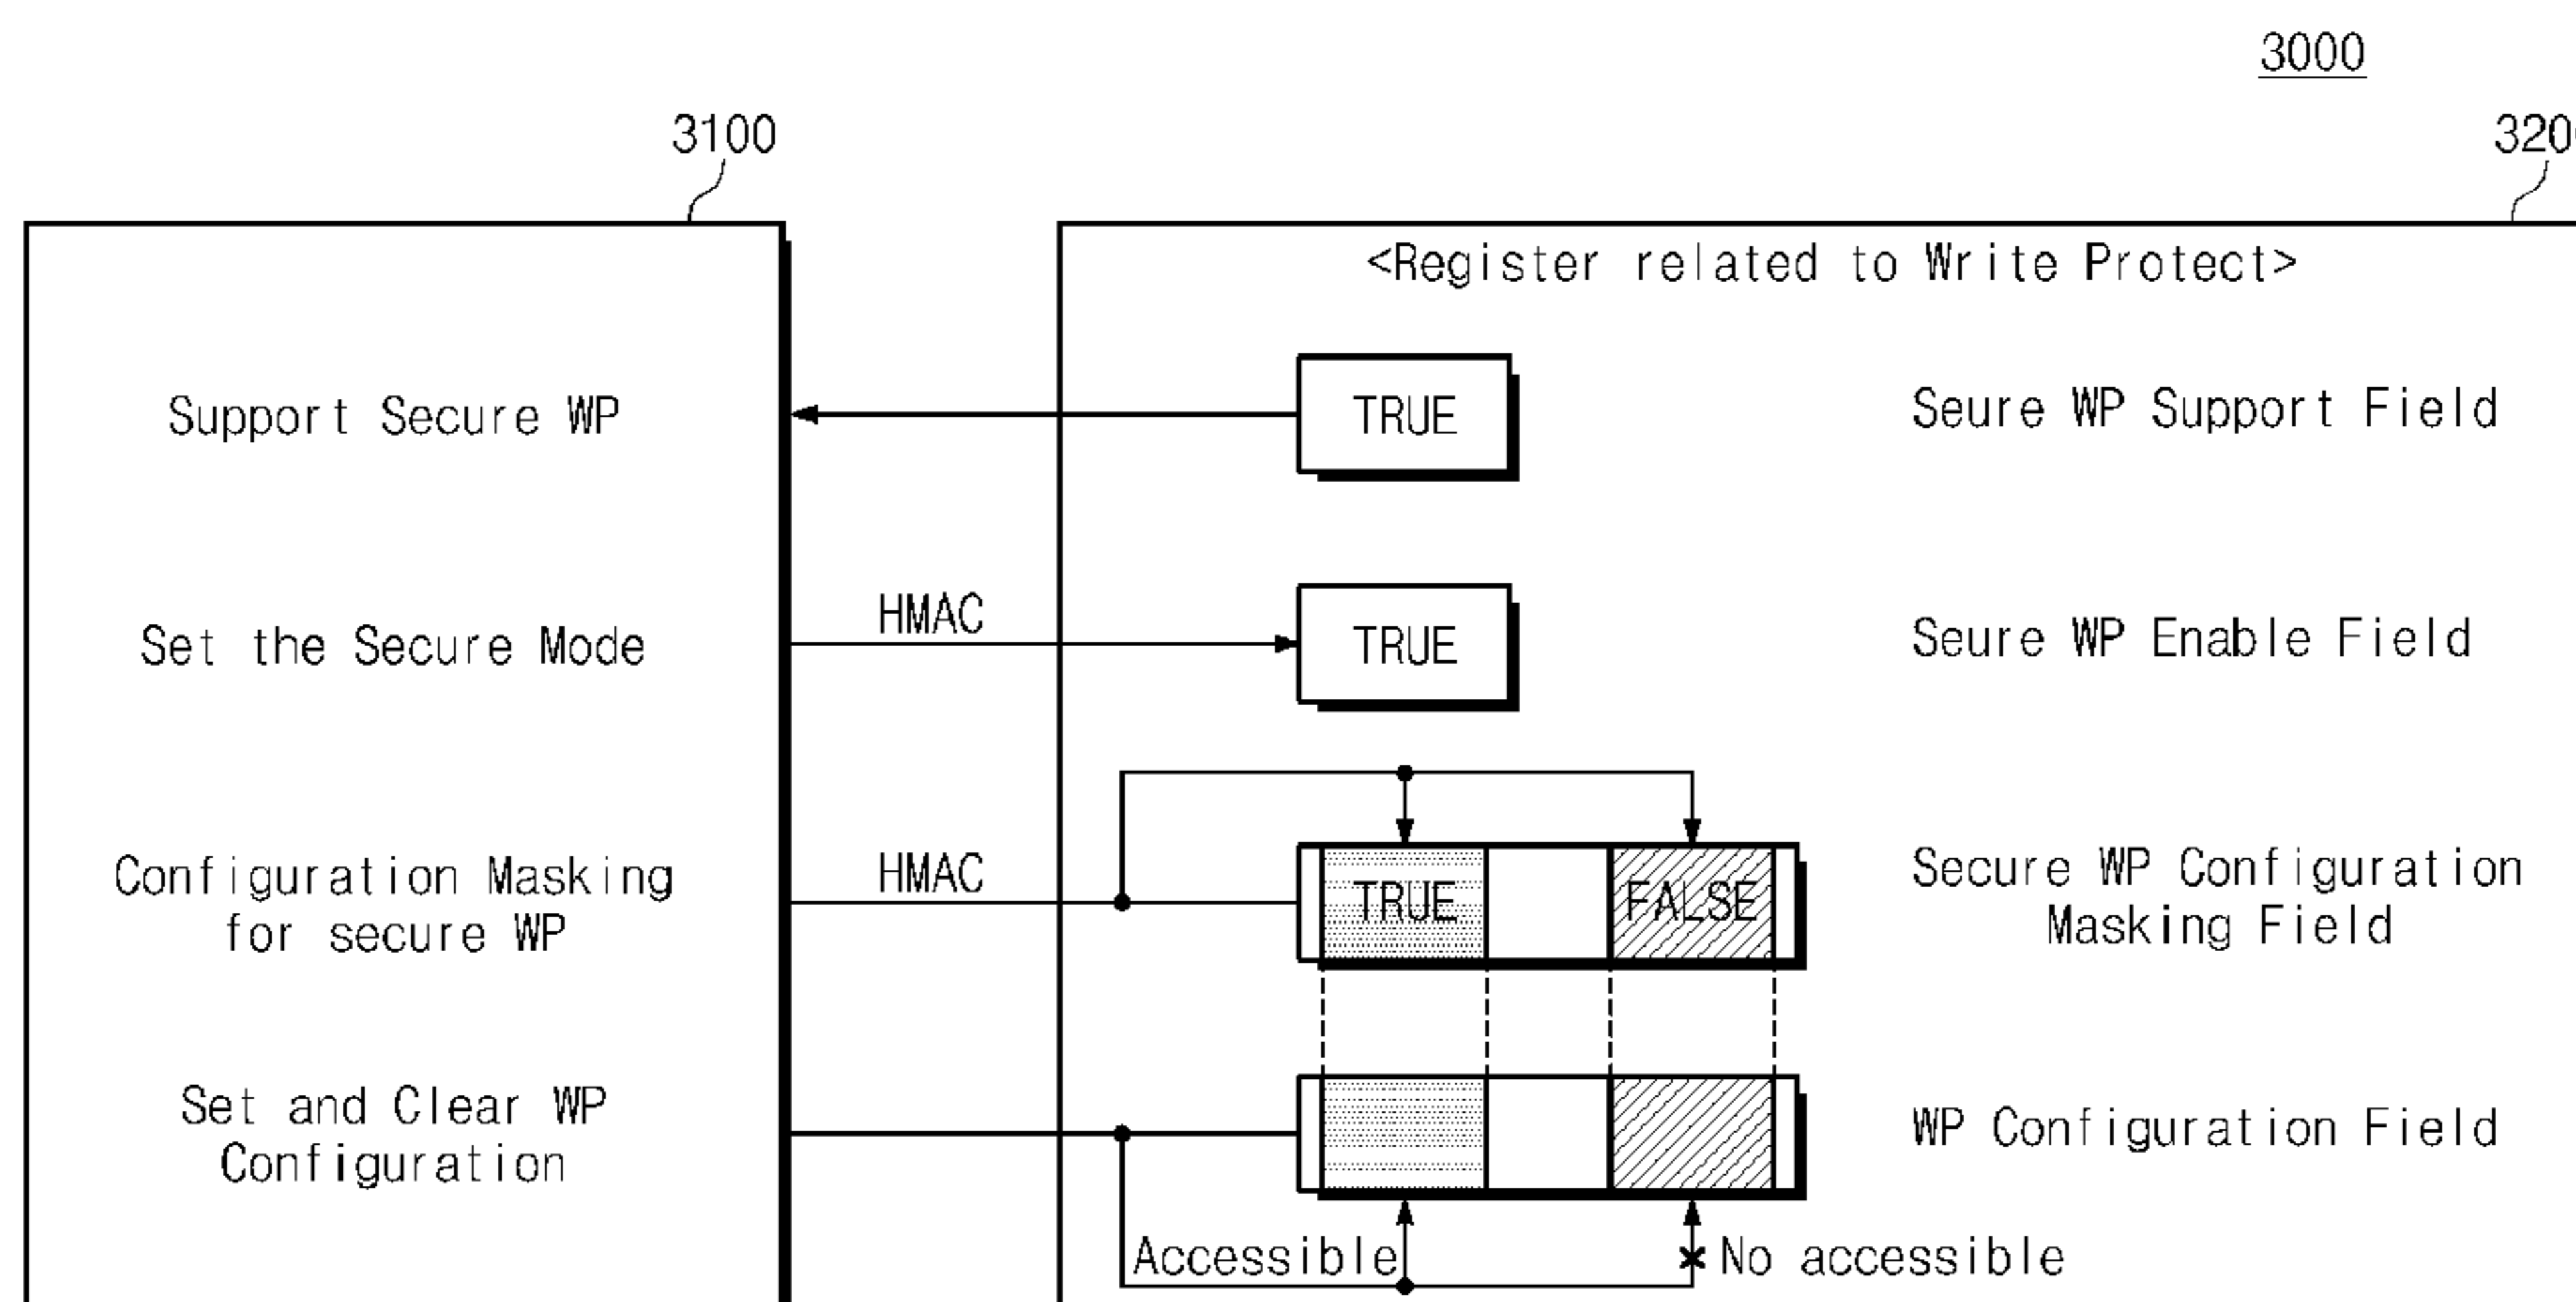 3000
3100
320
<Register related to Write Protect>
Support Secure WP
TRUE
Seure WP Support Field
Set the Secure Mode
HMAC
TRUE
Seure WP Enable Field
Configuration Masking
for secure WP
HMAC
TRUE
FALSE
Secure WP Configuration
Masking Field
Set and Clear WP
Configuration
WP Configuration Field
Accessible
No accessible